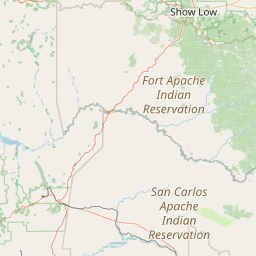 Show Low
Fort Apache
Indian
Reservation
San Carlos
Apache
Indian
Reservation